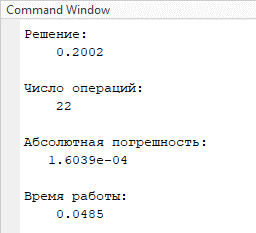 Command Window
Решение:
0.2002
Число операций:
22
Абсолютная погрешность:
1.6039e-04
Время работы:
0.0485